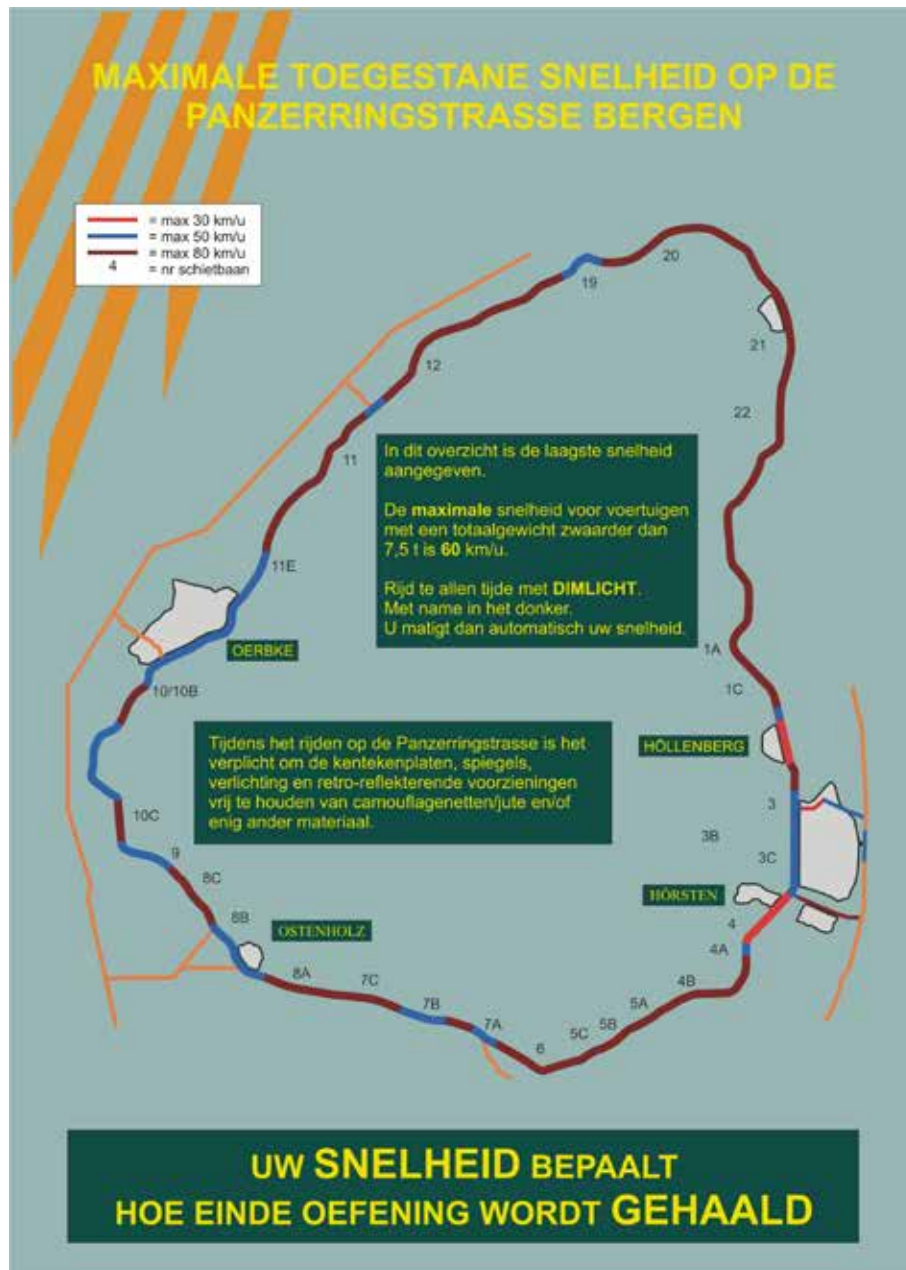 MAXIMALE TOEGESTANE SNELHEID OP DE
PANZERRINGSTRASSE BERGEN
= max 30 km/u
= max 50 km/u
= max 80 km/u
4 = nr schietbaan
20
19
21
12
22
11
In dit overzicht is de laagste snelheid
aangegeven.
De maximale snelheid voor voertuigen
met een totaalgewicht zwaarder dan
7,5 t is 60 km/u.
Rijd te allen tijde met DIMLICHT.
Met name in het donker.
U matigt dan automatisch uw snelheid.
11E
OERBKE
1A
10/10B
1C
HÖLLENBERG
Tijdens het rijden op de Panzerringstrasse is het
verplicht om de kentekenplaten, spiegels,
verlichting en retro-reflekterende voorzieningen
vrij te houden van camouflagenetten/jute en/of
enig ander materiaal.
3
10C
3B
9
3C
8C
HÖRSTEN
8B
4
OSTENHOLZ
4A
8A
7C
4B
7B
5A
7A
5B
5C
6
UW SNELHEID BEPAALT
HOE EINDE OEFENING WORDT GEHAALD